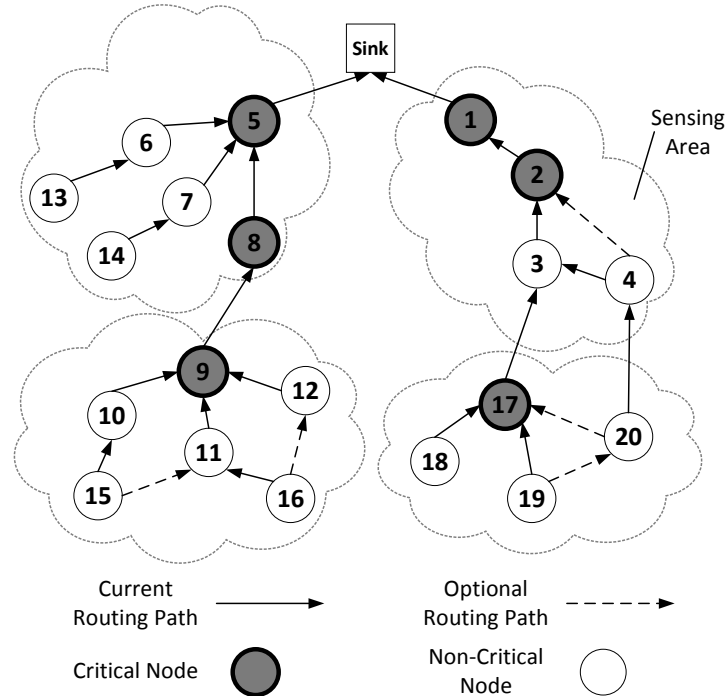 Sink
5
1
Sensing
Area
6
2
13
7
14
8
3
4
9
12
10
17
11
20
18
15
16
19
Current
Routing Path
Optional
Routing Path
Critical Node
Non-Critical
Node